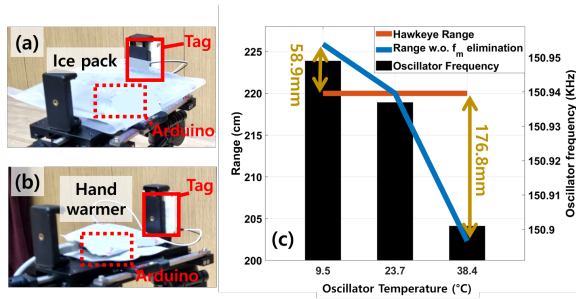 (a)
Ice pack
Tag
Arduino
(b)
Hand
warmer
Tag
Arduino
Hawkeye Range
Range w.o. fm elimination
Oscillator Frequency
58.9mm
176.8mm
(c)
Range (cm)
225
220
215
210
205
200
9.5
23.7
38.4
Oscillator Temperature (°C)
150.95
150.94
150.93
150.92
150.91
150.9
Oscillator frequency (KHz)